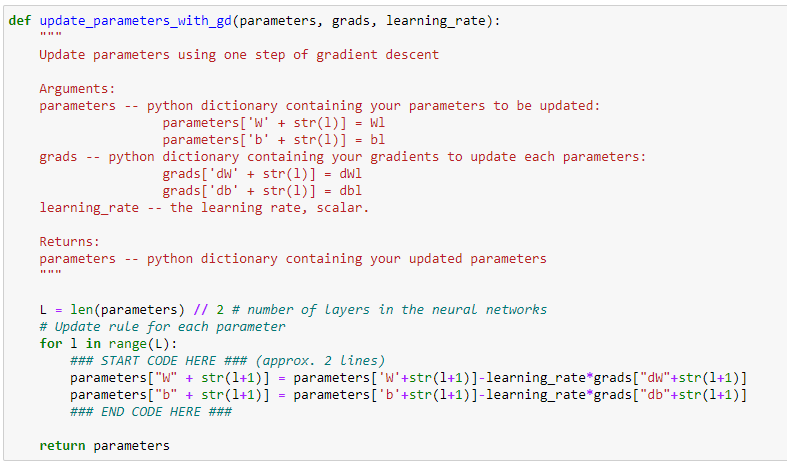 def update_parameters_with_gd(parameters, grads, learning_rate):
    """
    Update parameters using one step of gradient descent

    Arguments:
    parameters -- python dictionary containing your parameters to be updated:
                    parameters['W' + str(l)] = Wl
                    parameters['b' + str(l)] = bl
    grads -- python dictionary containing your gradients to update each parameters:
                    grads['dW' + str(l)] = dWl
                    grads['db' + str(l)] = dbl
    learning_rate -- the learning rate, scalar.

    Returns:
    parameters -- python dictionary containing your updated parameters
    """

    L = len(parameters) // 2 # number of layers in the neural networks
    # Update rule for each parameter
    for l in range(L):
        ### START CODE HERE ### (approx. 2 lines)
        parameters["W" + str(l+1)] = parameters['W'+str(l+1)]-learning_rate*grads["dW"+str(l+1)]
        parameters["b" + str(l+1)] = parameters['b'+str(l+1)]-learning_rate*grads["db"+str(l+1)]
        ### END CODE HERE ###

    return parameters